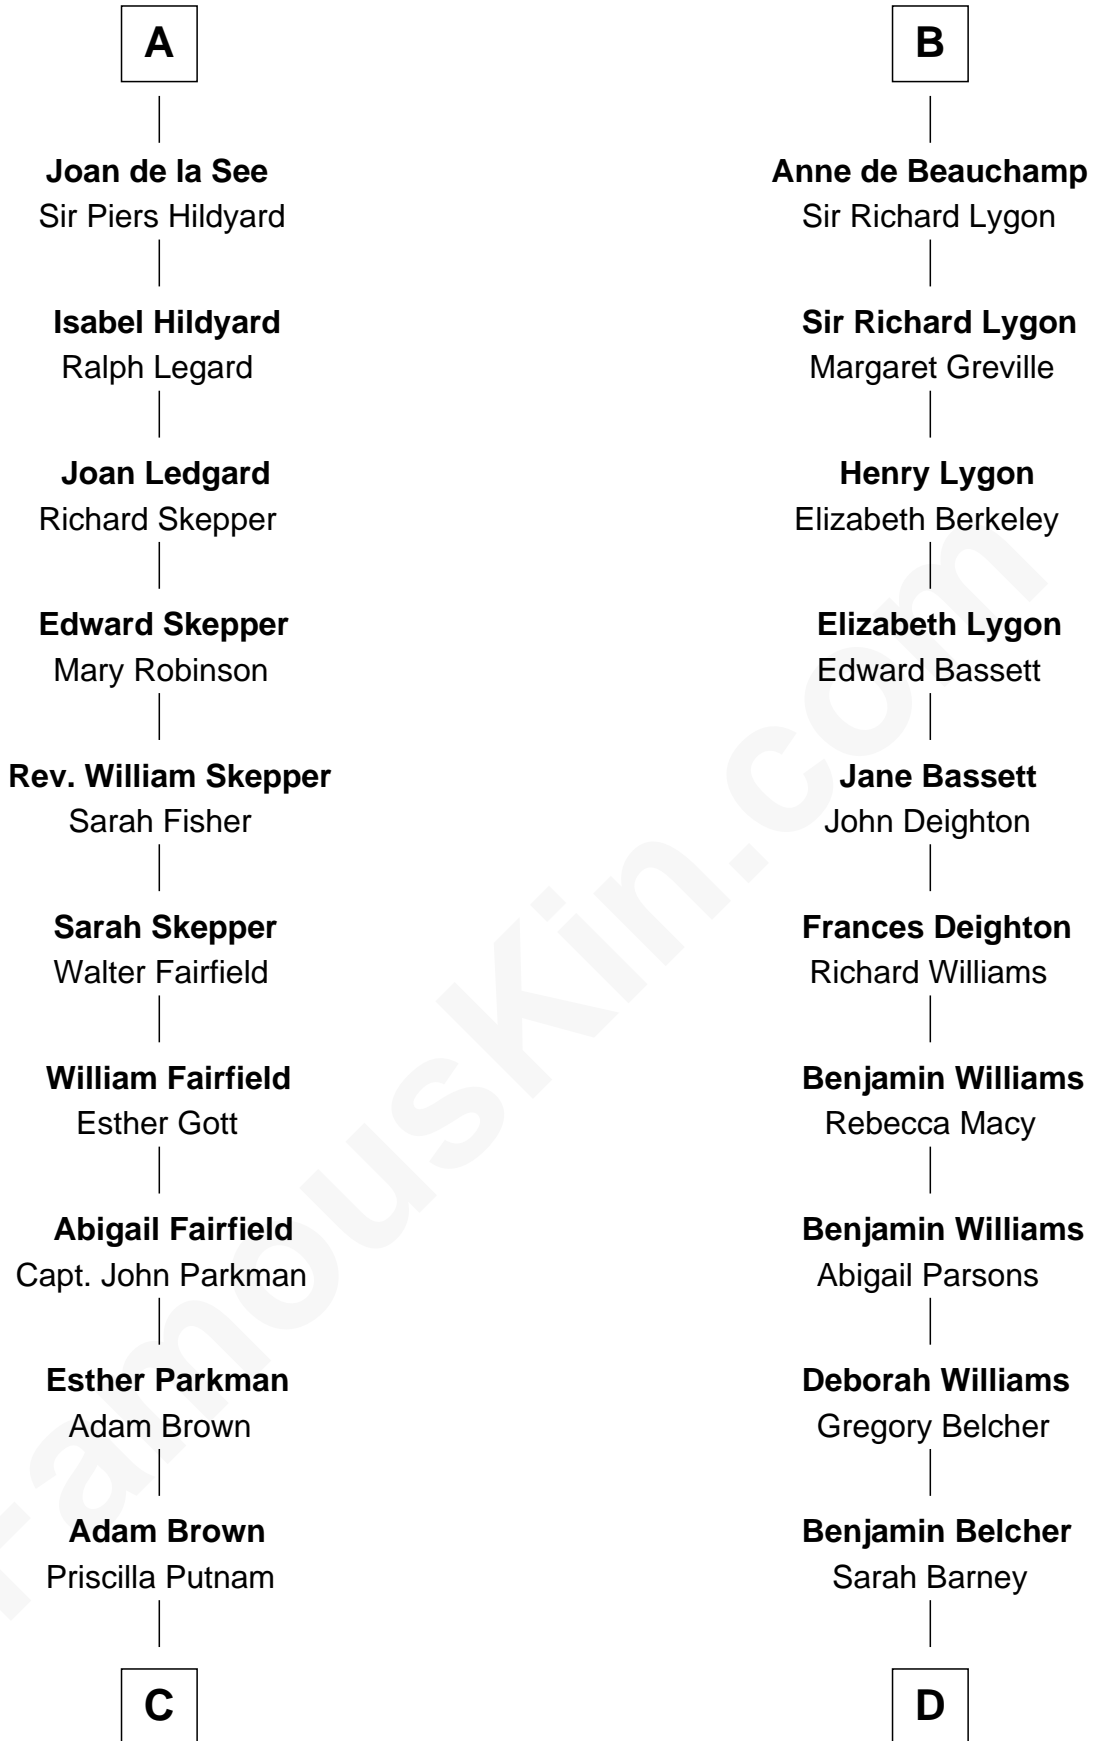 A
Joan de la See
Sir Piers Hildyard
Isabel Hildyard
Ralph Legard
Joan Ledgard
Richard Skepper
Edward Skepper
Mary Robinson
Rev. William Skepper
Sarah Fisher
Sarah Skepper
Walter Fairfield
William Fairfield
Esther Gott
Abigail Fairfield
Capt. John Parkman
Esther Parkman
Adam Brown
Adam Brown
Priscilla Putnam
C
B
Anne de Beauchamp
Sir Richard Lygon
Sir Richard Lygon
Margaret Greville
Henry Lygon
Elizabeth Berkeley
Elizabeth Lygon
Edward Bassett
Jane Bassett
John Deighton
Frances Deighton
Richard Williams
Benjamin Williams
Rebecca Macy
Benjamin Williams
Abigail Parsons
Deborah Williams
Gregory Belcher
Benjamin Belcher
Sarah Barney
D
FamousKin.com